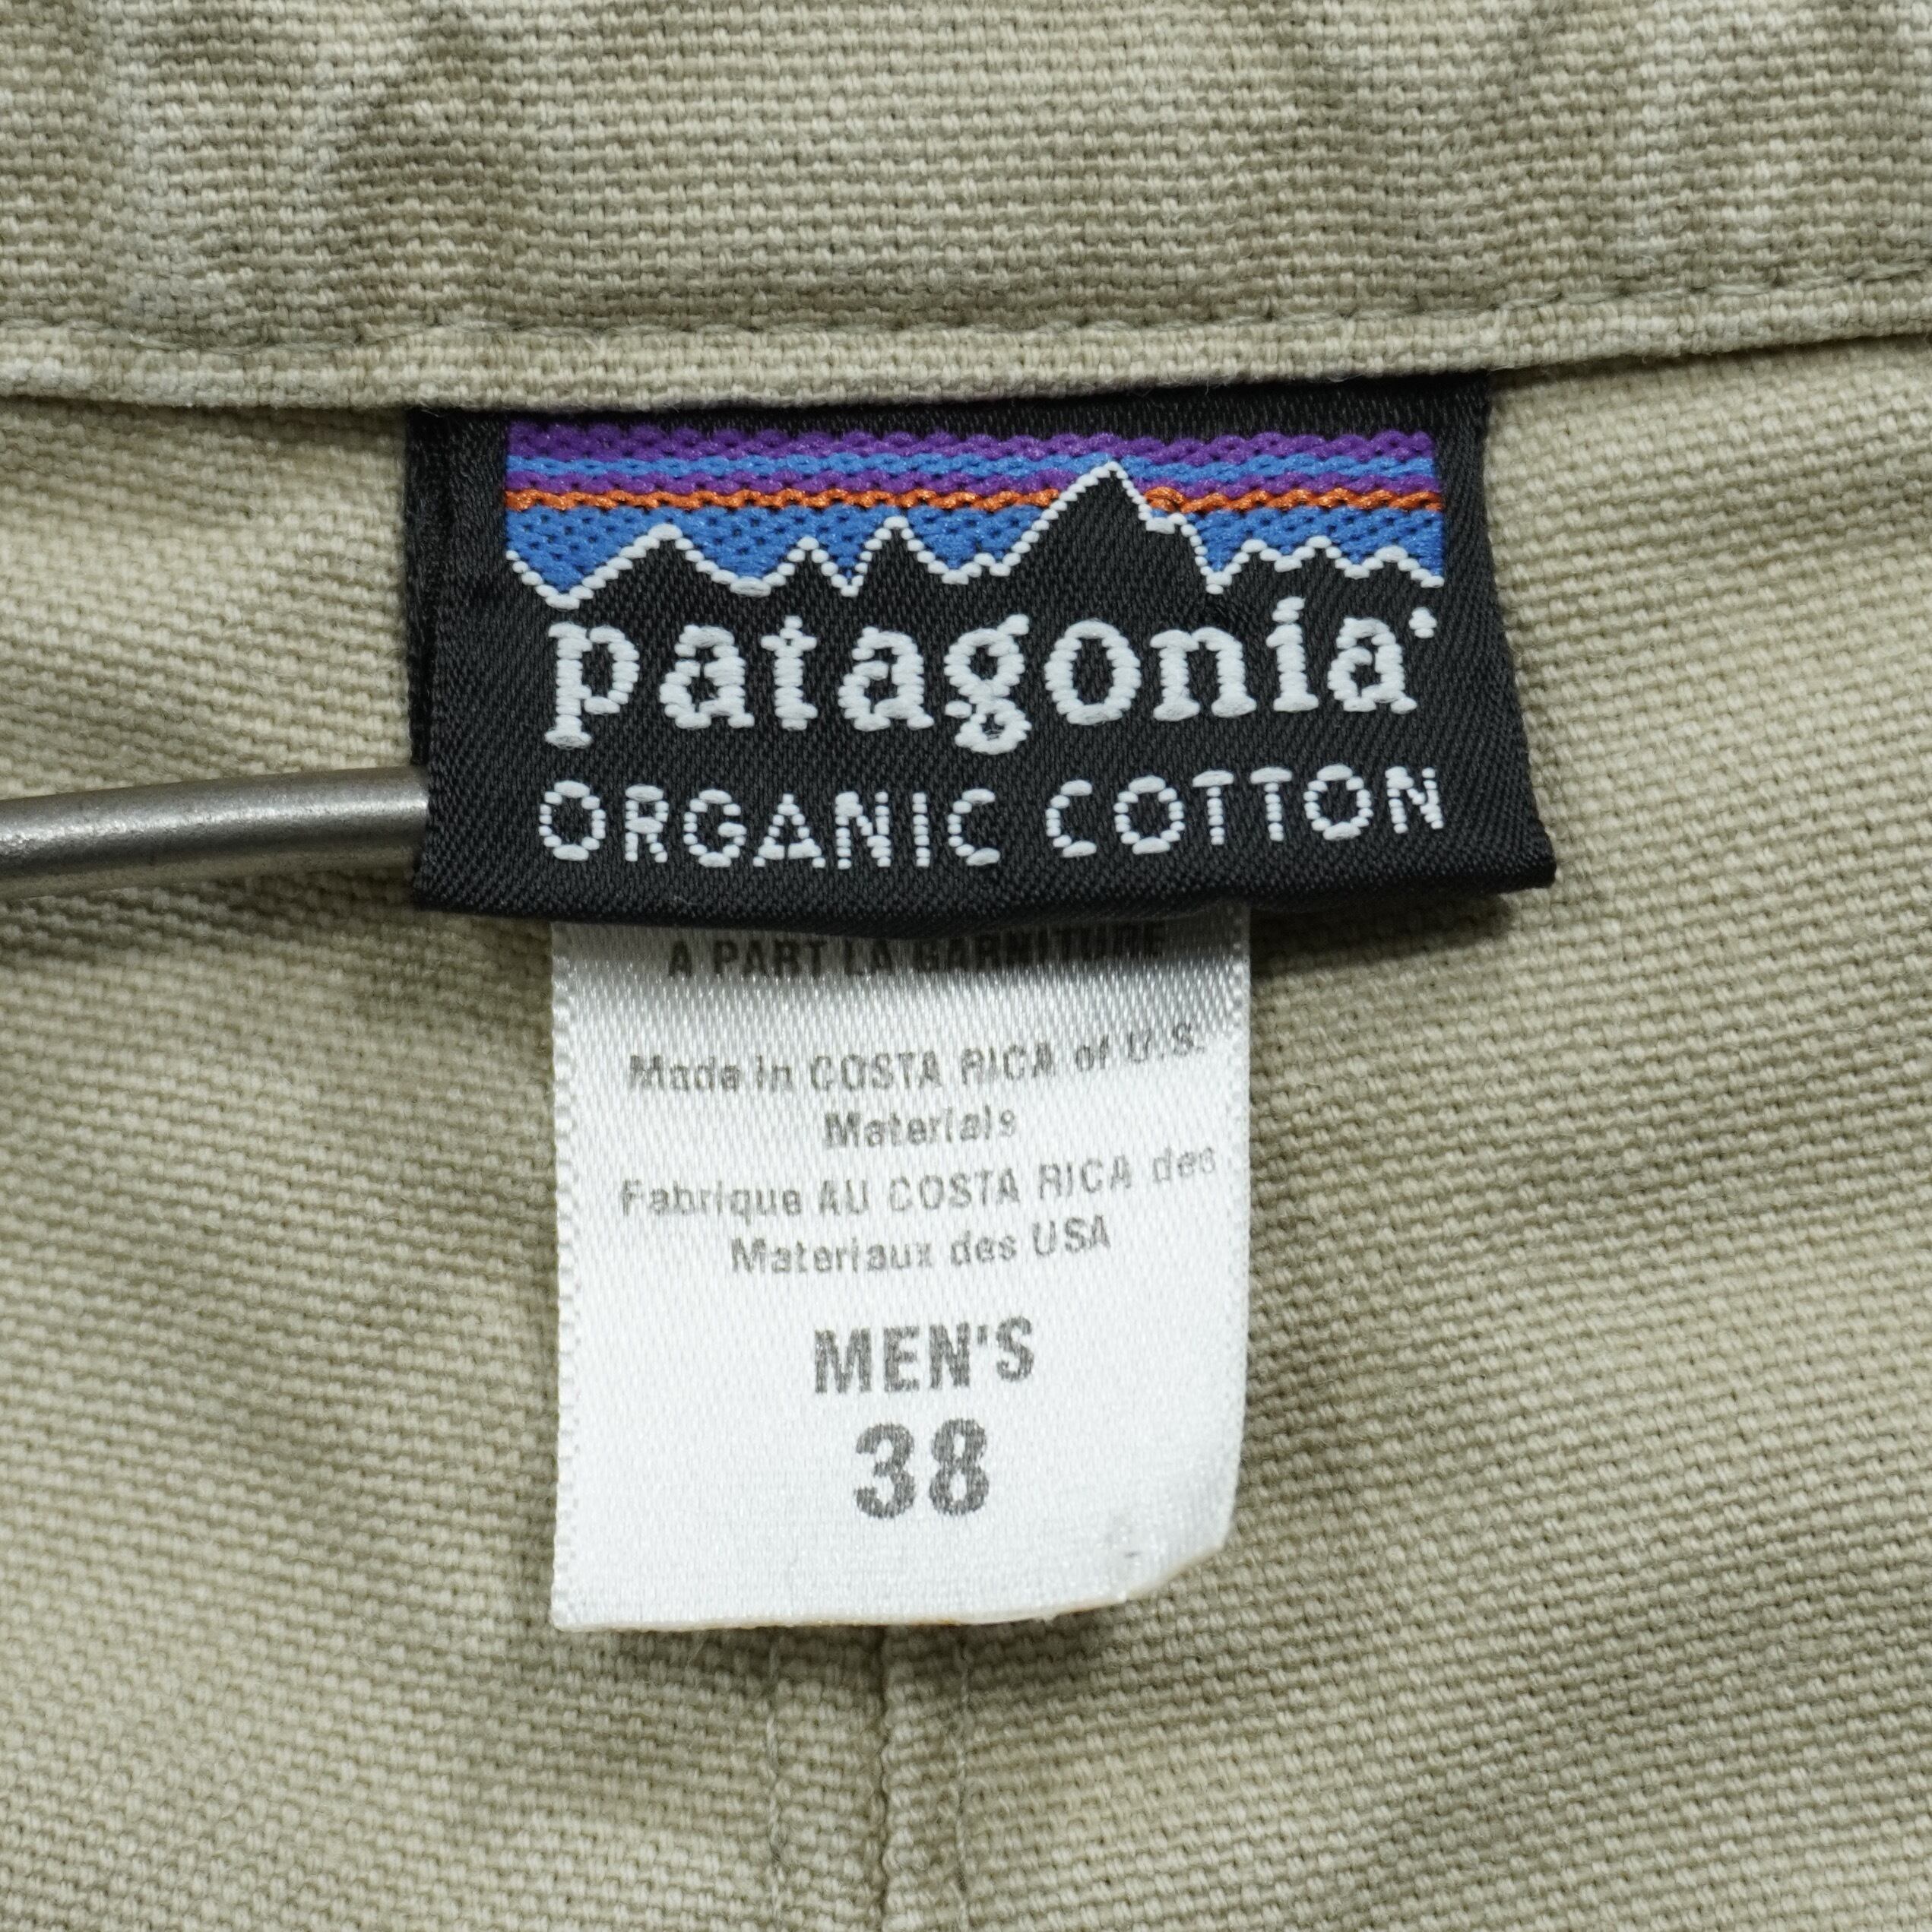 patagonia
ORGANIC COTTON
A PART LA GARNITURE
Made in COSTA RICA of U.S.
Materials
Fabrique AU COSTA RICA des
Materiaux des USA
MEN'S
38